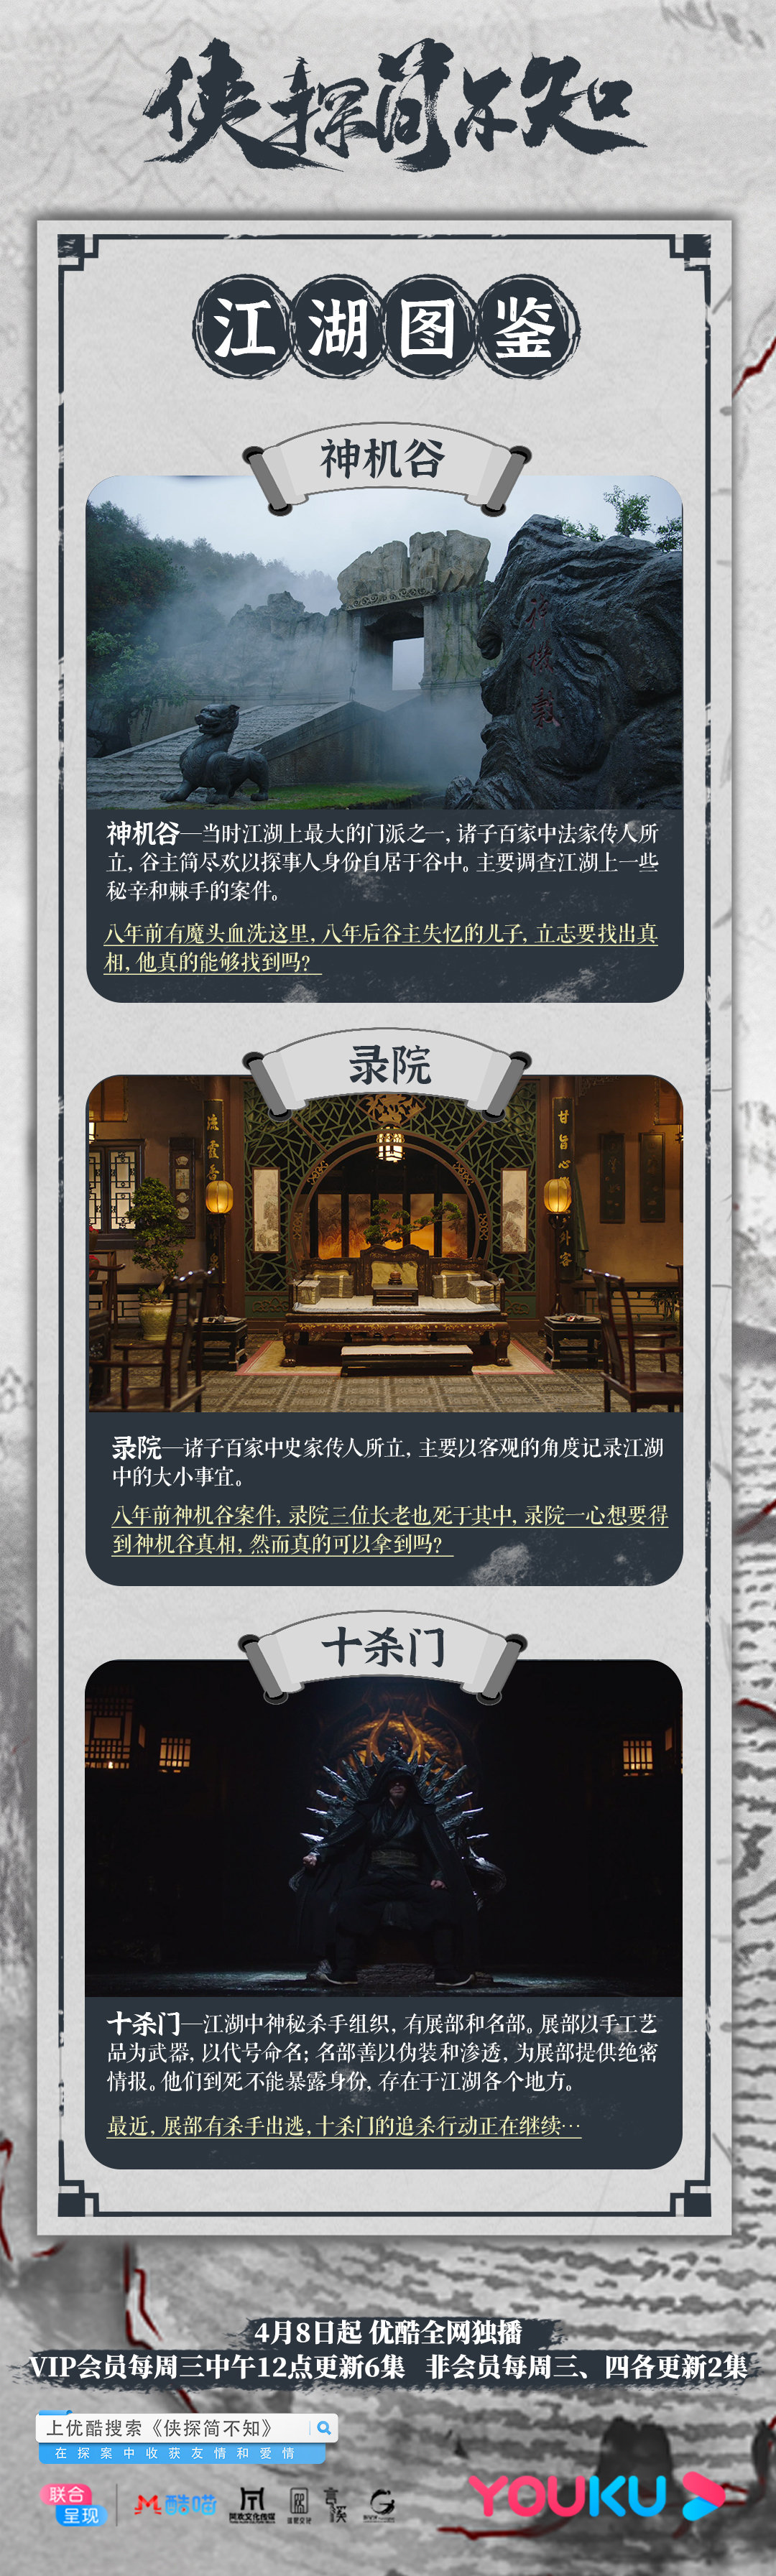 侠探简不知
江湖图鉴
神机谷
神機穀
神机谷—当时江湖上最大的门派之一,诸子百家中法家传人所
立,谷主简尽欢以探事人身份自居于谷中。主要调查江湖上一些
秘辛和棘手的案件。
八年前有魔头血洗这里,八年后谷主失忆的儿子,立志要找出真
相,他真的能够找到吗?
录院
录院—诸子百家中史家传人所立,主要以客观的角度记录江湖
中的大小事宜。
八年前神机谷案件,录院三位长老也死于其中,录院一心想要得
到神机谷真相,然而真的可以拿到吗?
十杀门
十杀门—江湖中神秘杀手组织,有展部和名部。展部以手工艺
品为武器,以代号命名;名部善以伪装和渗透,为展部提供绝密
情报。他们到死不能暴露身份,存在于江湖各个地方。
最近,展部有杀手出逃,十杀门的追杀行动正在继续…
4月8日起 优酷全网独播
VIP会员每周三中午12点更新6集 非会员每周三、四各更新2集
上优酷搜索《侠探简不知》
在探案中收获友情和爱情
联合
呈现
酷喵
风欢文化传媒
YOUKU